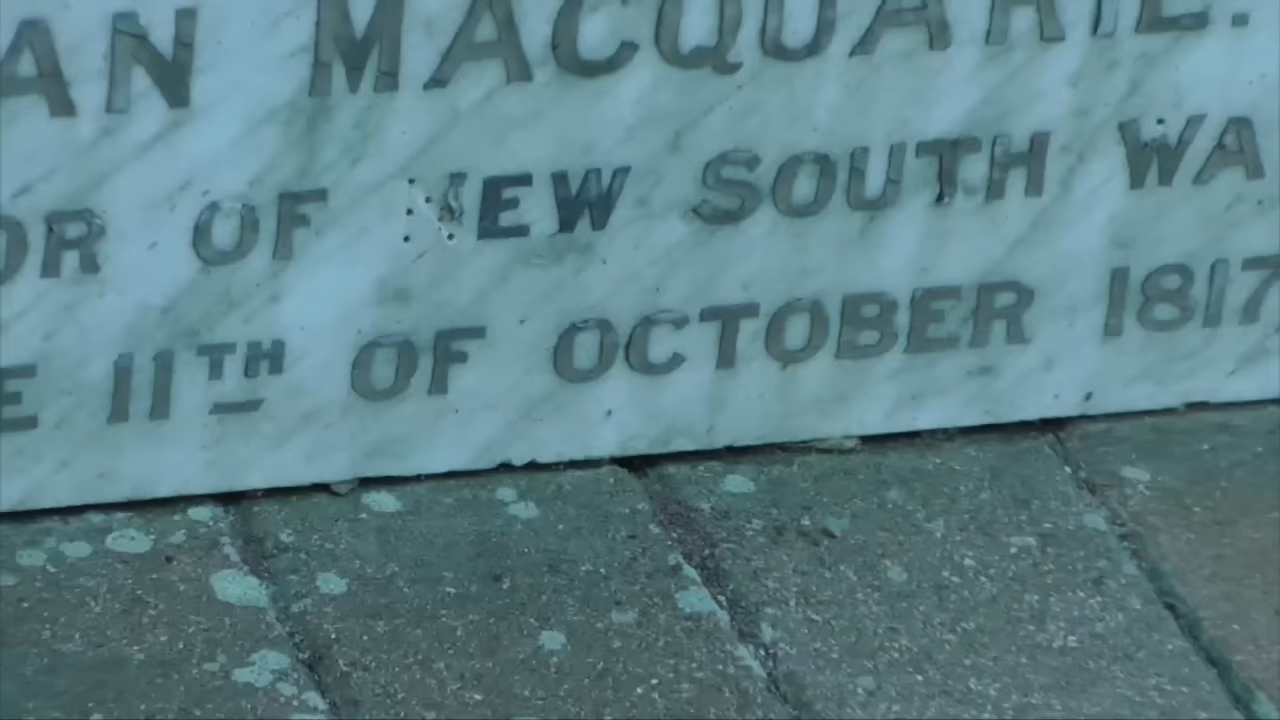 AN MACQUARIE.
OR OF NEW SOUTH WA
E 11TH OF OCTOBER 1817